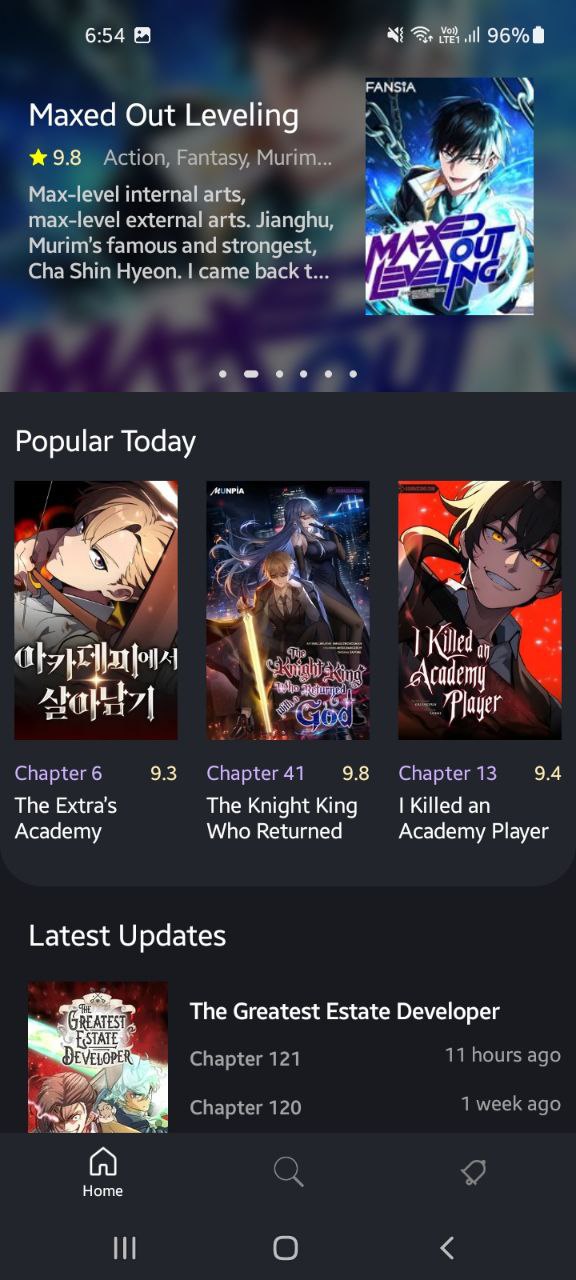 6:54
Vo)) LTE1 96%
Maxed Out Leveling
9.8 Action, Fantasy, Murim...
Max-level internal arts,
max-level external arts. Jianghu,
Murim's famous and strongest,
Cha Shin Hyeon. I came back t...
FANSIA
MAXED OUT
LEVELING
Popular Today
아카데미에서
살아남기
MUNPIA
The
Knight King
Who Returned
with a
God
I Killed an
Academy
Player
Chapter 6 9.3
The Extra's
Academy
Chapter 41 9.8
The Knight King
Who Returned
Chapter 13 9.4
I Killed an
Academy Player
Latest Updates
THE
GREATEST
ESTATE
DEVELOPER
The Greatest Estate Developer
Chapter 121 11 hours ago
Chapter 120 1 week ago
Home